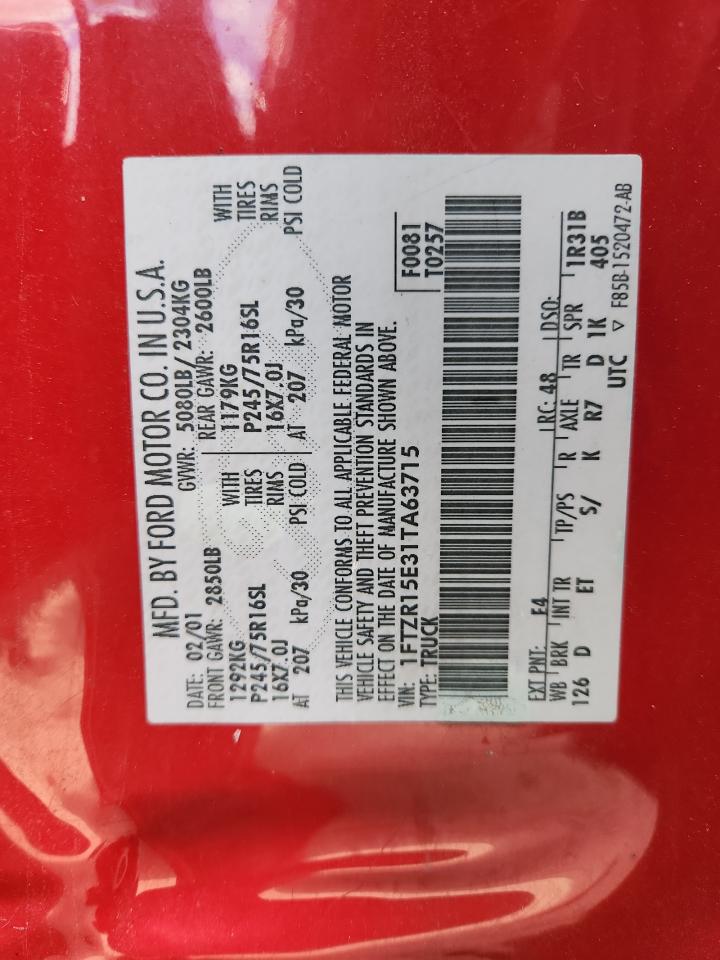 MFD. BY FORD MOTOR CO. IN U.S.A.
DATE: 02/01 GVWR: 5080LB/ 2304KG
FRONT GAWR: 2850LB REAR GAWR: 2600LB
1292KG WITH 1179KG WITH
P245/75R16SL TIRES P245/75R16SL TIRES
16X7.0J RIMS 16X7.0J RIMS
AT 207 kPa/30 PSI COLD AT 207 kPa/30 PSI COLD
THIS VEHICLE CONFORMS TO ALL APPLICABLE FEDERAL MOTOR
VEHICLE SAFETY AND THEFT PREVENTION STANDARDS IN
EFFECT ON THE DATE OF MANUFACTURE SHOWN ABOVE.
VIN: 1FTZR15E31TA63715 F0081
TYPE: TRUCK T0257
EXT PNT: E4 RC: 48 DSO:
WB BRK INT TR TP/PS R AXLE TR SPR 1R31B
126 D ET S/ K R7 D 1K 405
UTC ▽ F85B-1520472-AB